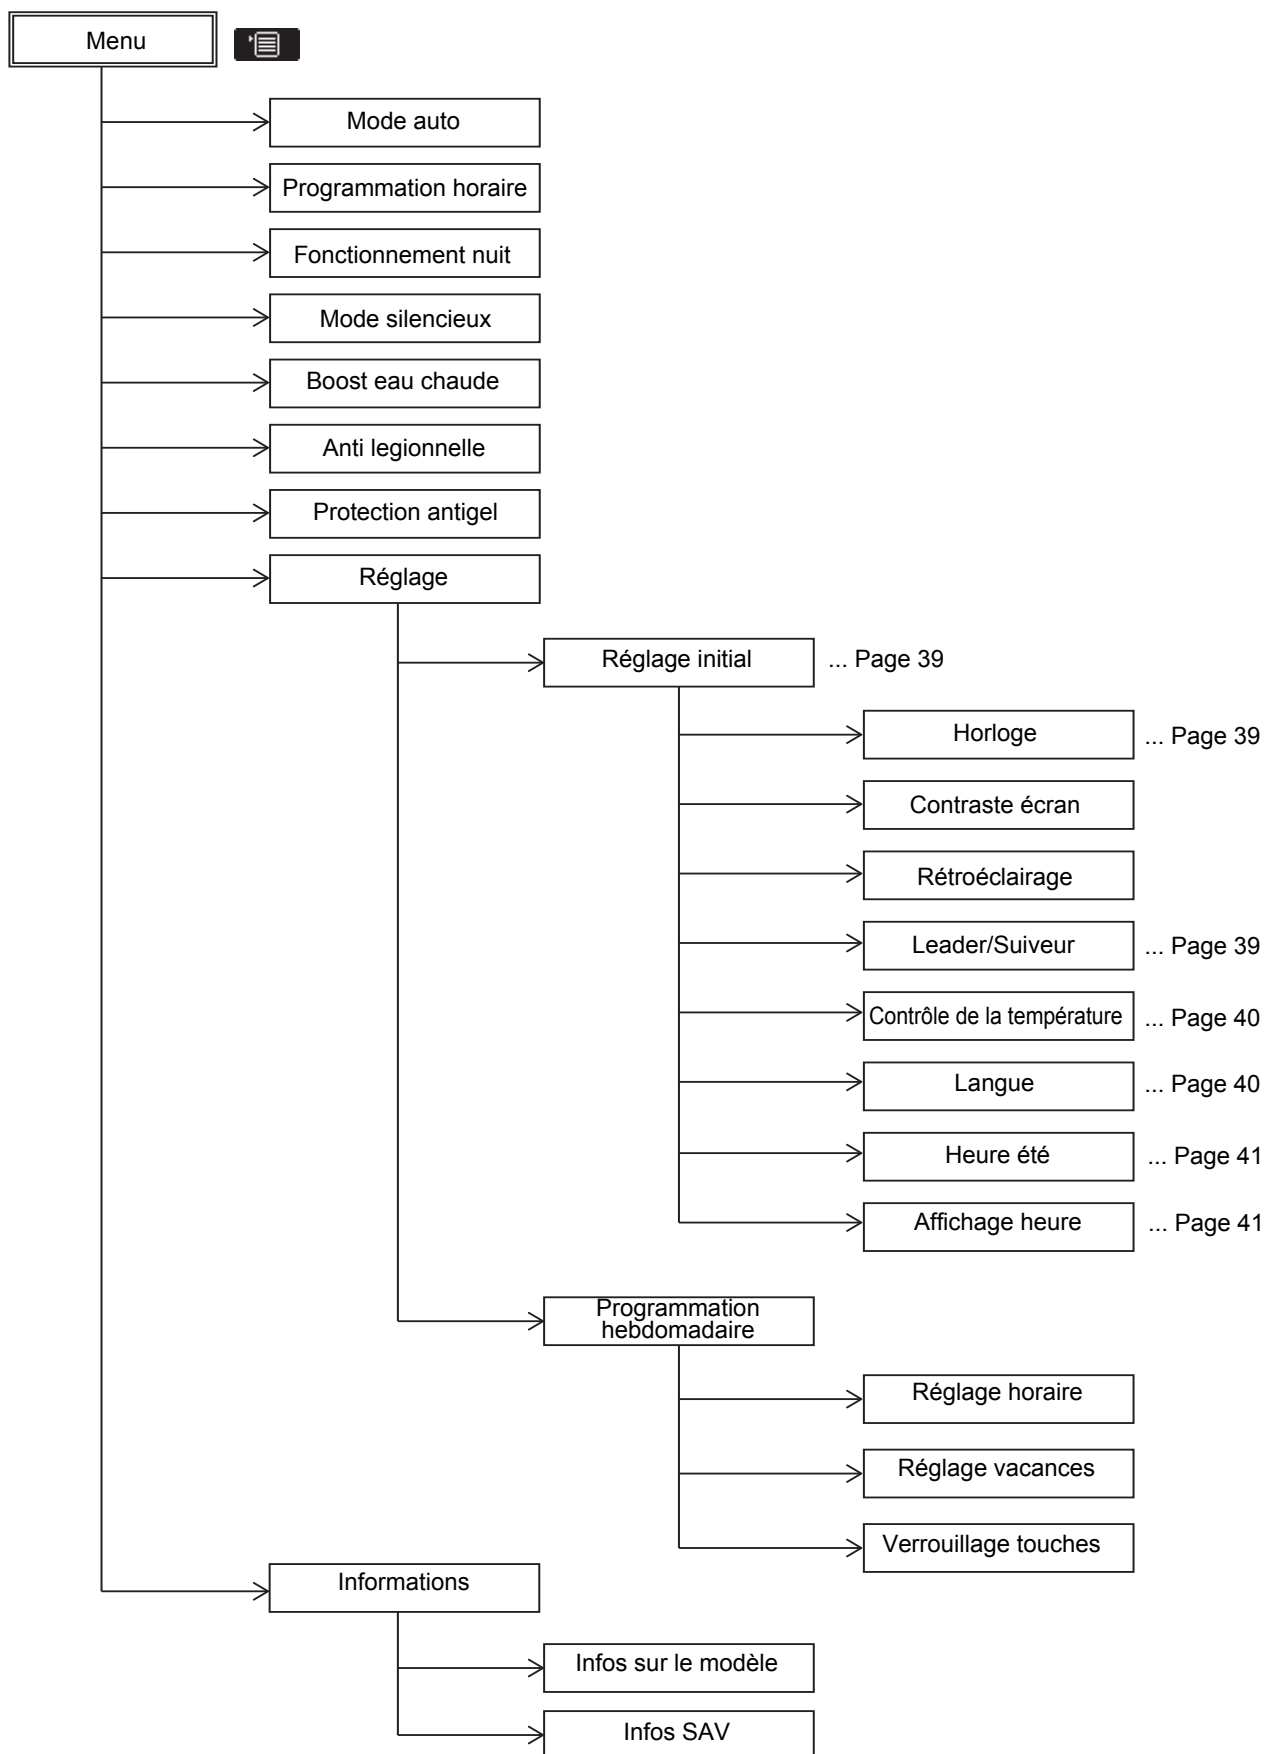 Menu
Mode auto
Programmation horaire
Fonctionnement nuit
Mode silencieux
Boost eau chaude
Anti legionnelle
Protection antigel
Réglage
Réglage initial ... Page 39
Horloge ... Page 39
Contraste écran
Rétroéclairage
Leader/Suiveur ... Page 39
Contrôle de la température ... Page 40
Langue ... Page 40
Heure été ... Page 41
Affichage heure ... Page 41
Programmation
hebdomadaire
Réglage horaire
Réglage vacances
Verrouillage touches
Informations
Infos sur le modèle
Infos SAV